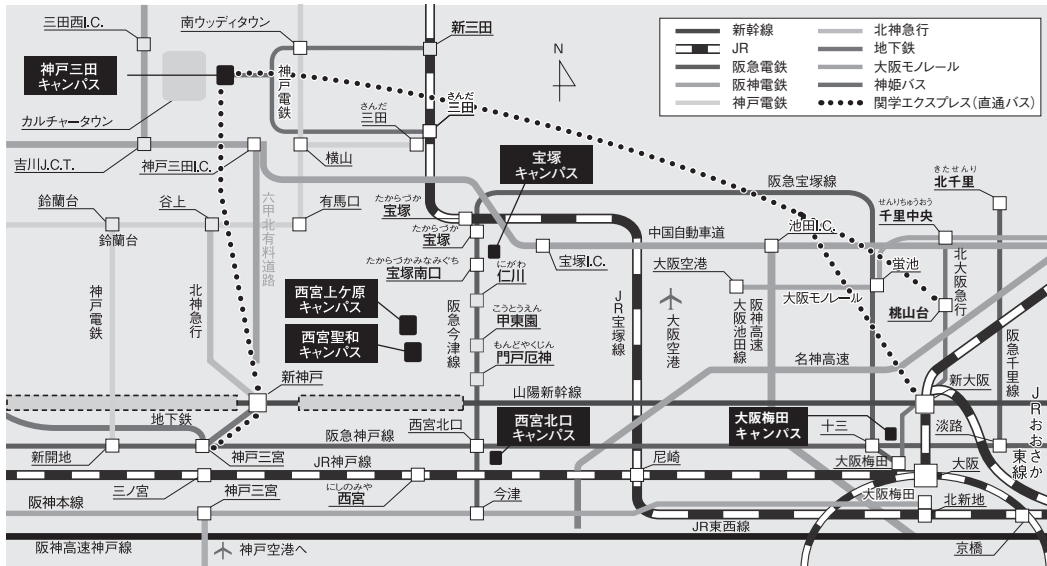 三田西I.C.
南ウッディタウン
新三田
神戸三田
キャンパス
神戸電鉄
カルチャータウン
さんだ
三田
さんだ
三田
N
新幹線
JR
阪急電鉄
阪神電鉄
神戸電鉄
北神急行
地下鉄
大阪モノレール
神姫バス
関学エクスプレス(直通バス)
吉川J.C.T.
神戸三田I.C.
横山
宝塚
キャンパス
阪急宝塚線
きたせんり
北千里
せんりちゅうおう
千里中央
鈴蘭台
鈴蘭台
谷上
六甲北有料道路
有馬口
たからづか
宝塚
たからづか
宝塚
たからづかみなみぐち
宝塚南口
にがわ
仁川
宝塚I.C.
中国自動車道
池田I.C.
大阪空港
蛍池
大阪モノレール
北大阪急行
桃山台
神戸電鉄
北神急行
西宮上ケ原
キャンパス
西宮聖和
キャンパス
阪急今津線
こうとうえん
甲東園
もんどやくじん
門戸厄神
JR宝塚線
大阪空港
阪神高速
大阪池田線
名神高速
阪急千里線
新神戸
山陽新幹線
新大阪
地下鉄
阪急神戸線
西宮北口
西宮北口
キャンパス
大阪梅田
キャンパス
十三
淡路
JRおおさか東線
新開地
神戸三宮
JR神戸線
尼崎
大阪梅田
大阪
三ノ宮
神戸三宮
にしのみや
西宮
今津
大阪梅田
北新地
阪神本線
JR東西線
京橋
阪神高速神戸線
神戸空港へ